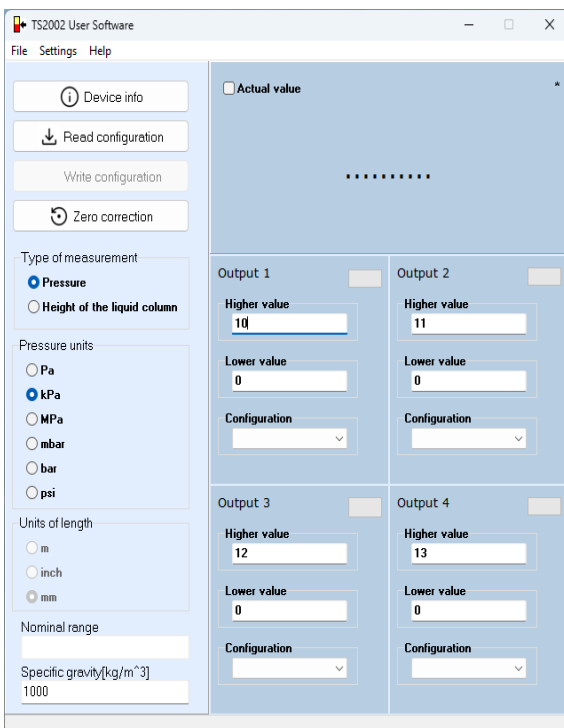 TS2002 User Software
File Settings Help
Device info
Read configuration
Write configuration
Zero correction
Type of measurement
Pressure
Height of the liquid column
Pressure units
Pa
kPa
MPa
mbar
bar
psi
Units of length
m
inch
mm
Nominal range
Specific gravity[kg/m^3]
1000
Actual value
*
..........
Output 1
Higher value
10
Lower value
0
Configuration
Output 2
Higher value
11
Lower value
0
Configuration
Output 3
Higher value
12
Lower value
0
Configuration
Output 4
Higher value
13
Lower value
0
Configuration